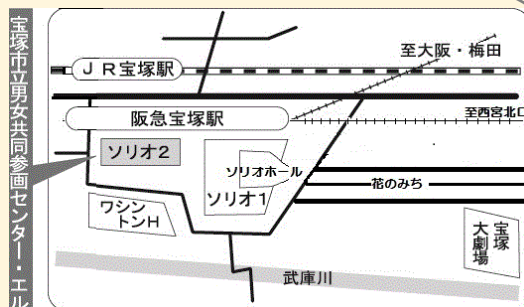 宝塚市立男女共同参画センター・エル
至大阪・梅田
JR宝塚駅
阪急宝塚駅
至西宮北口
ソリオ2
ソリオホール
ソリオ1
花のみち
ワシン
トンH
宝塚
大劇場
武庫川